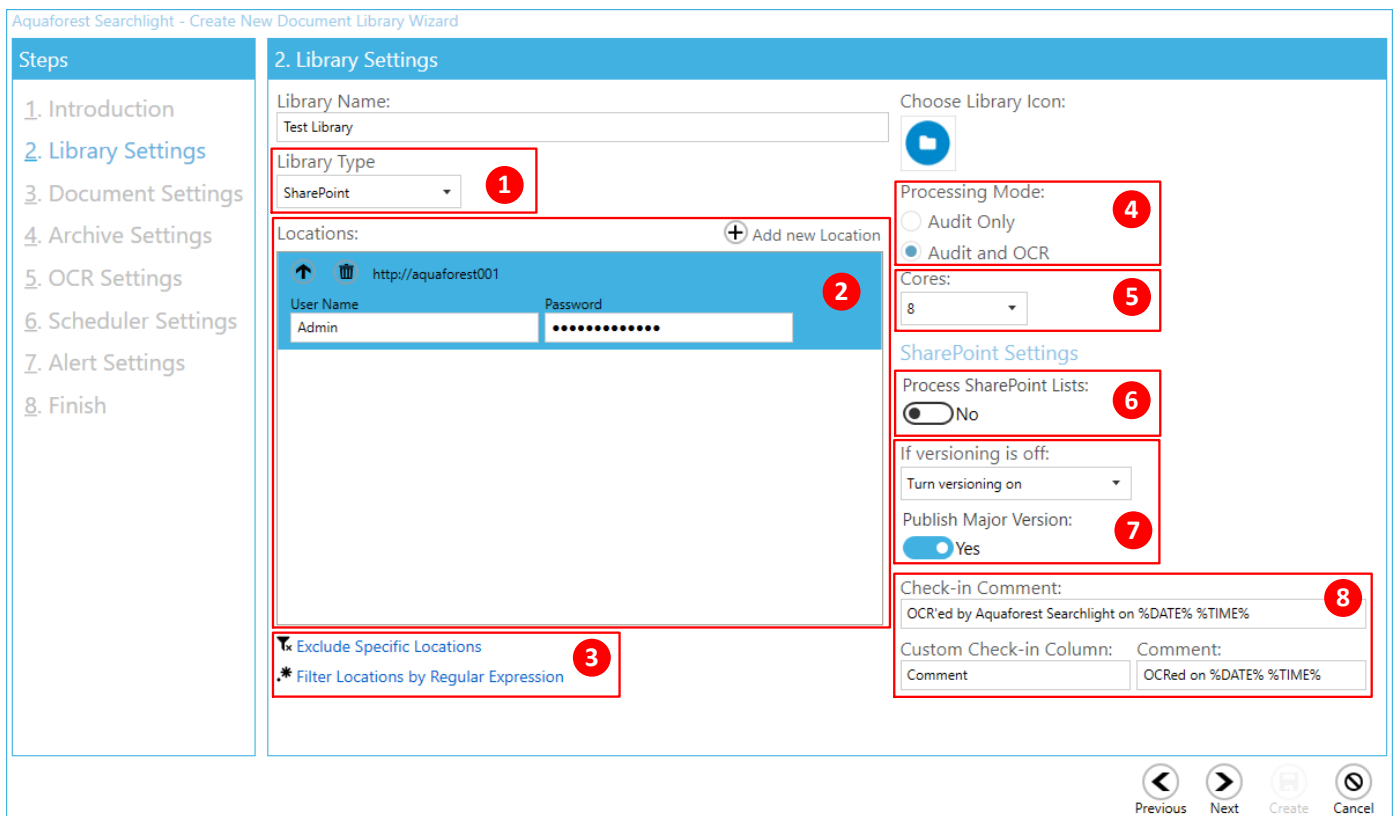 Aquaforest Searchlight - Create New Document Library Wizard
Steps
1. Introduction
2. Library Settings
3. Document Settings
4. Archive Settings
5. OCR Settings
6. Scheduler Settings
7. Alert Settings
8. Finish
2. Library Settings
Library Name:
Test Library
Library Type
SharePoint
1
Locations:
Add new Location
http://aquaforest001
2
User Name Password
Admin •••••••••••••
Exclude Specific Locations
3
.* Filter Locations by Regular Expression
Choose Library Icon:
Processing Mode:
4
Audit Only
Audit and OCR
Cores:
5
8
SharePoint Settings
Process SharePoint Lists:
6
No
If versioning is off:
Turn versioning on
Publish Major Version:
7
Yes
Check-in Comment:
8
OCR'ed by Aquaforest Searchlight on %DATE% %TIME%
Custom Check-in Column: Comment:
Comment OCRed on %DATE% %TIME%
Previous Next Create Cancel